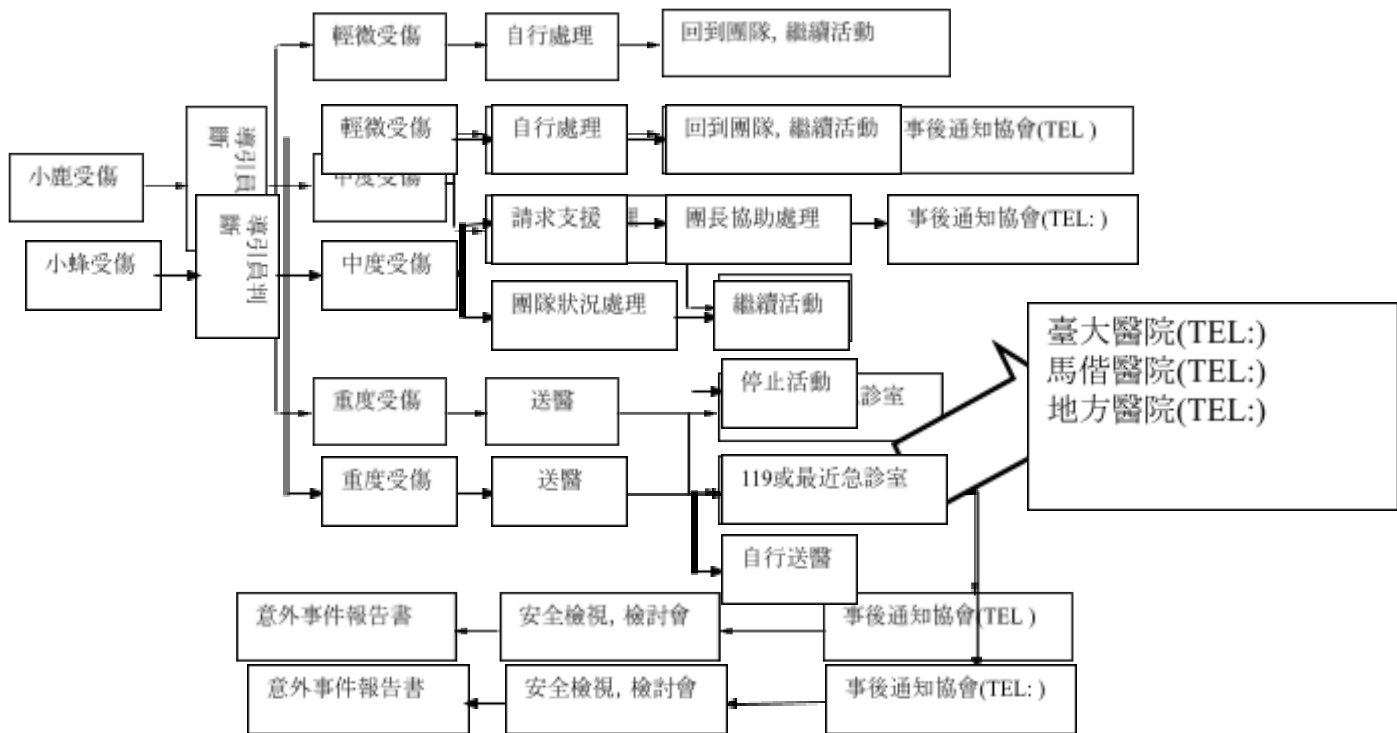 輕微受傷
自行處理
回到團隊, 繼續活動
輕微受傷
自行處理
回到團隊, 繼續活動
事後通知協會(TEL )
小鹿受傷
導引員
斷
中度受傷
請求支援
團長協助處理
事後通知協會(TEL: )
小蜂受傷
導引員判
斷
中度受傷
團隊狀況處理
繼續活動
臺大醫院(TEL:)
馬偕醫院(TEL:)
地方醫院(TEL:)
停止活動
重度受傷
送醫
診室
重度受傷
送醫
119或最近急診室
自行送醫
意外事件報告書
安全檢視, 檢討會
事後通知協會(TEL )
意外事件報告書
安全檢視, 檢討會
事後通知協會(TEL: )